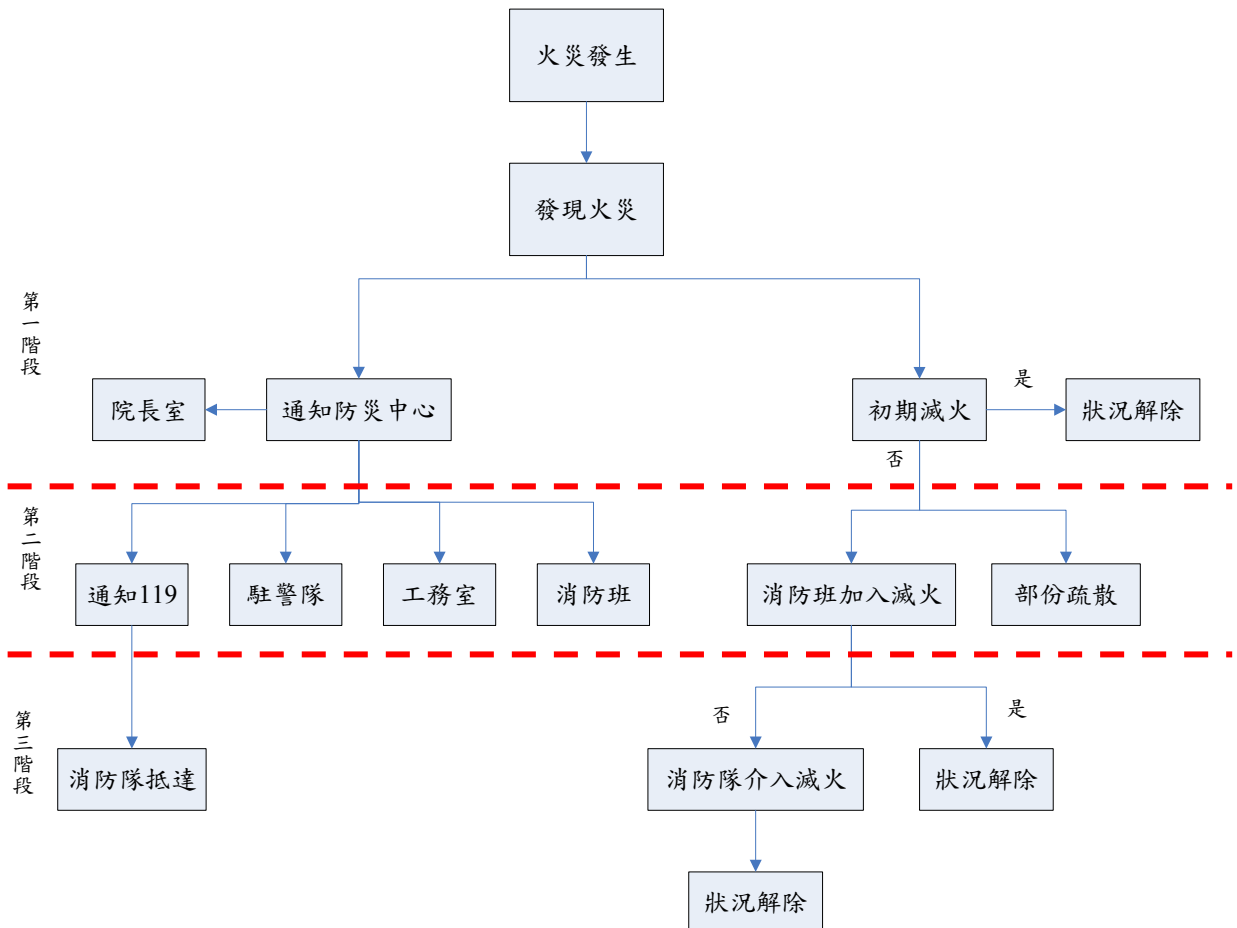 火災發生
發現火災
第一階段
院長室
通知防災中心
初期滅火
是
狀況解除
否
第二階段
通知119
駐警隊
工務室
消防班
消防班加入滅火
部份疏散
第三階段
否
是
消防隊抵達
消防隊介入滅火
狀況解除
狀況解除